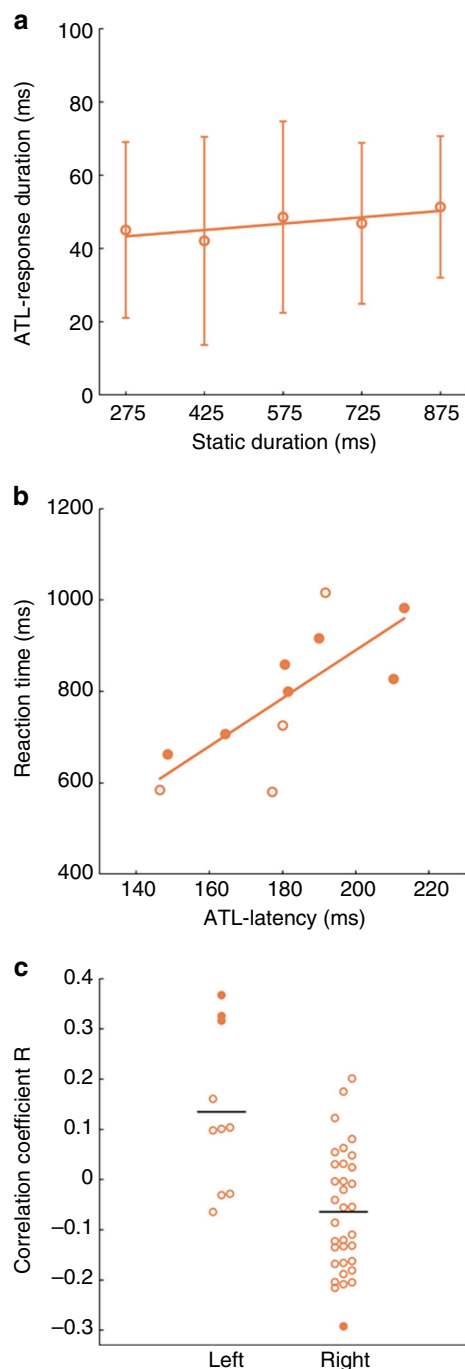 a
100
80
60
40
20
0
ATL-response duration (ms)
275 425 575 725 875
Static duration (ms)
b
1200
1000
800
600
400
Reaction time (ms)
140 160 180 200 220
ATL-latency (ms)
c
0.4
0.3
0.2
0.1
0
–0.1
–0.2
–0.3
Correlation coefficient R
Left Right